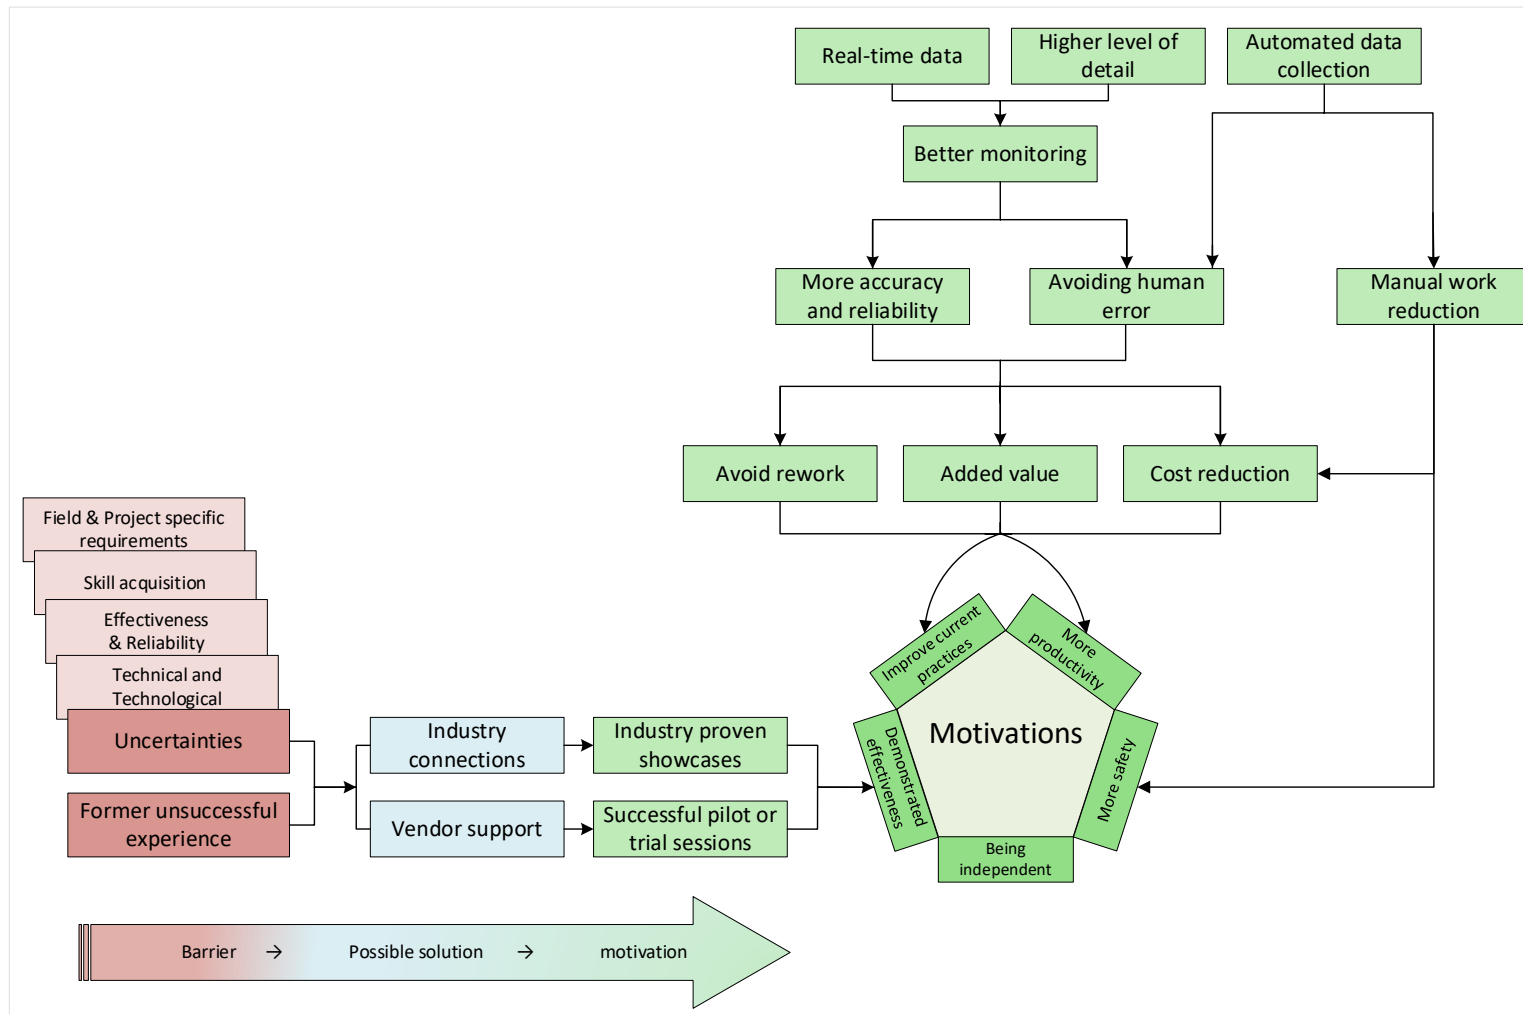 Real-time data
Higher level of
detail
Automated data
collection
Better monitoring
More accuracy
and reliability
Avoiding human
error
Manual work
reduction
Avoid rework
Added value
Cost reduction
Field & Project specific
requirements
Skill acquisition
Effectiveness
& Reliability
Technical and
Technological
Uncertainties
Former unsuccessful
experience
Industry
connections
Vendor support
Industry proven
showcases
Successful pilot or
trial sessions
Improve current
practices
More
productivity
Motivations
Demonstrated
effectiveness
More safety
Being
independent
Barrier → Possible solution → motivation